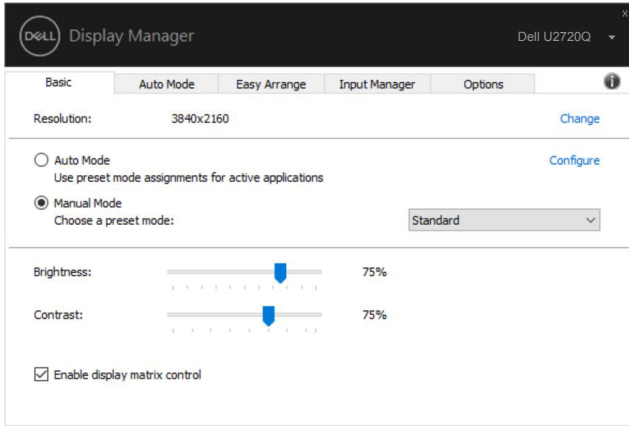 x
DELL Display Manager Dell U2720Q
Basic Auto Mode Easy Arrange Input Manager Options
Resolution: 3840x2160 Change
Auto Mode Configure
Use preset mode assignments for active applications
Manual Mode
Choose a preset mode: Standard
Brightness: 75%
Contrast: 75%
Enable display matrix control